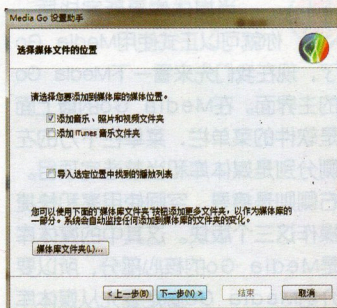 Media Go 设置助手
选择媒体文件的位置
请选择您要添加到媒体库的媒体位置。
添加音乐、照片和视频文件夹
添加 iTunes 音乐文件夹
导入选定位置中找到的播放列表
您可以使用下面的“媒体库文件夹”按钮添加更多文件夹，以作为媒体库的
一部分。系统会自动监控任何添加到媒体库的文件夹的变化。
媒体库文件夹(L)...
<上一步(B) 下一步(N)> 结束 取消